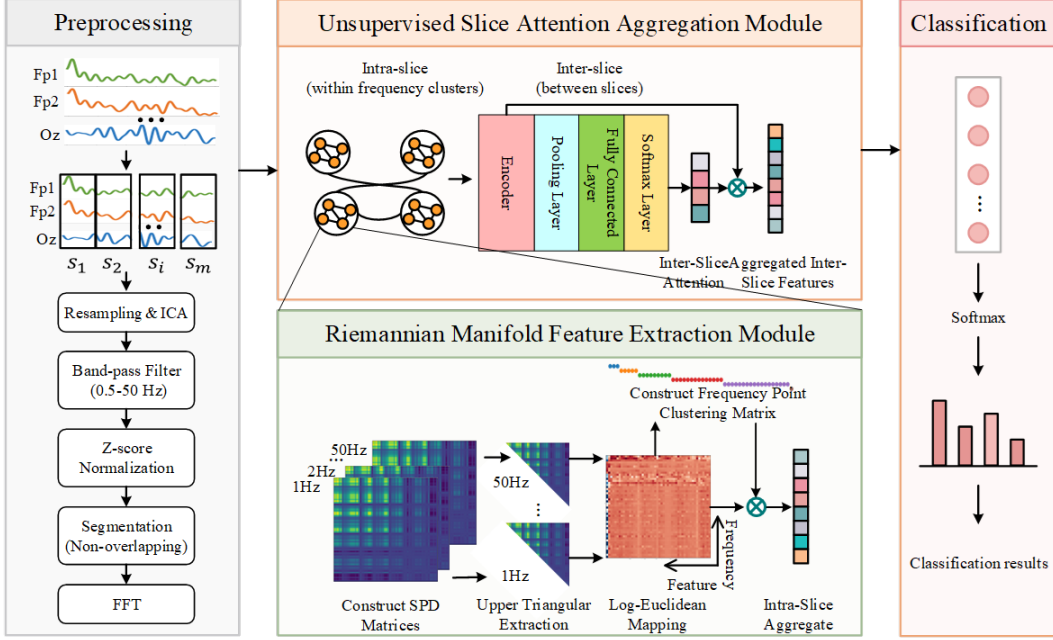 Preprocessing
Fp1
Fp2
Oz
Fp1
Fp2
Oz
S1 S2 Si Sm
Resampling & ICA
Band-pass Filter
(0.5-50 Hz)
Z-score
Normalization
Segmentation
(Non-overlapping)
FFT
Unsupervised Slice Attention Aggregation Module
Intra-slice
(within frequency clusters)
Inter-slice
(between slices)
Encoder
Pooling Layer
Fully Connected
Layer
Softmax Layer
Inter-Slice
Attention
Aggregated Inter-
Slice Features
Riemannian Manifold Feature Extraction Module
Construct Frequency Point
Clustering Matrix
50Hz
...
2Hz
1Hz
50Hz
1Hz
Frequency
Feature
Construct SPD
Matrices
Upper Triangular
Extraction
Log-Euclidean
Mapping
Intra-Slice
Aggregate
Classification
Softmax
Classification results